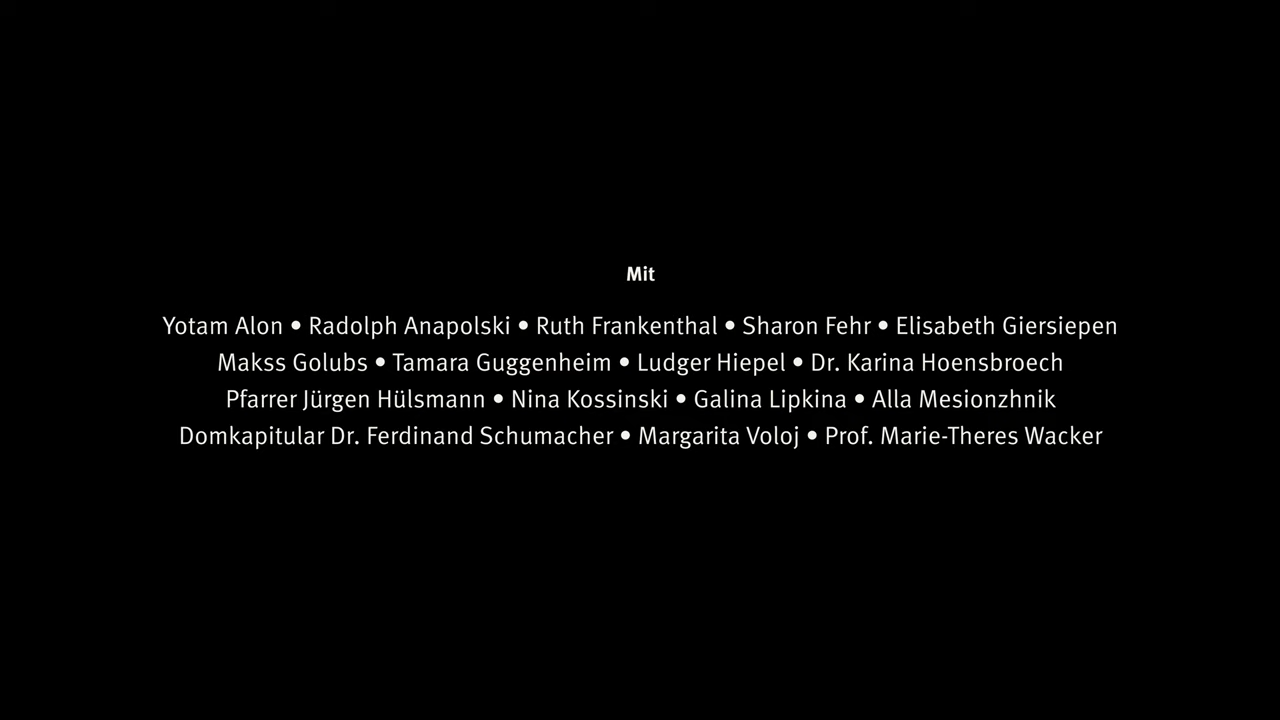 Mit
Yotam Alon • Radolph Anapolski • Ruth Frankenthal • Sharon Fehr • Elisabeth Giersiepen
Makss Golubs • Tamara Guggenheim • Ludger Hiepel • Dr. Karina Hoensbroech
Pfarrer Jürgen Hülsmann • Nina Kossinski • Galina Lipkina • Alla Mesionzhnik
Domkapitular Dr. Ferdinand Schumacher • Margarita Voloj • Prof. Marie-Theres Wacker